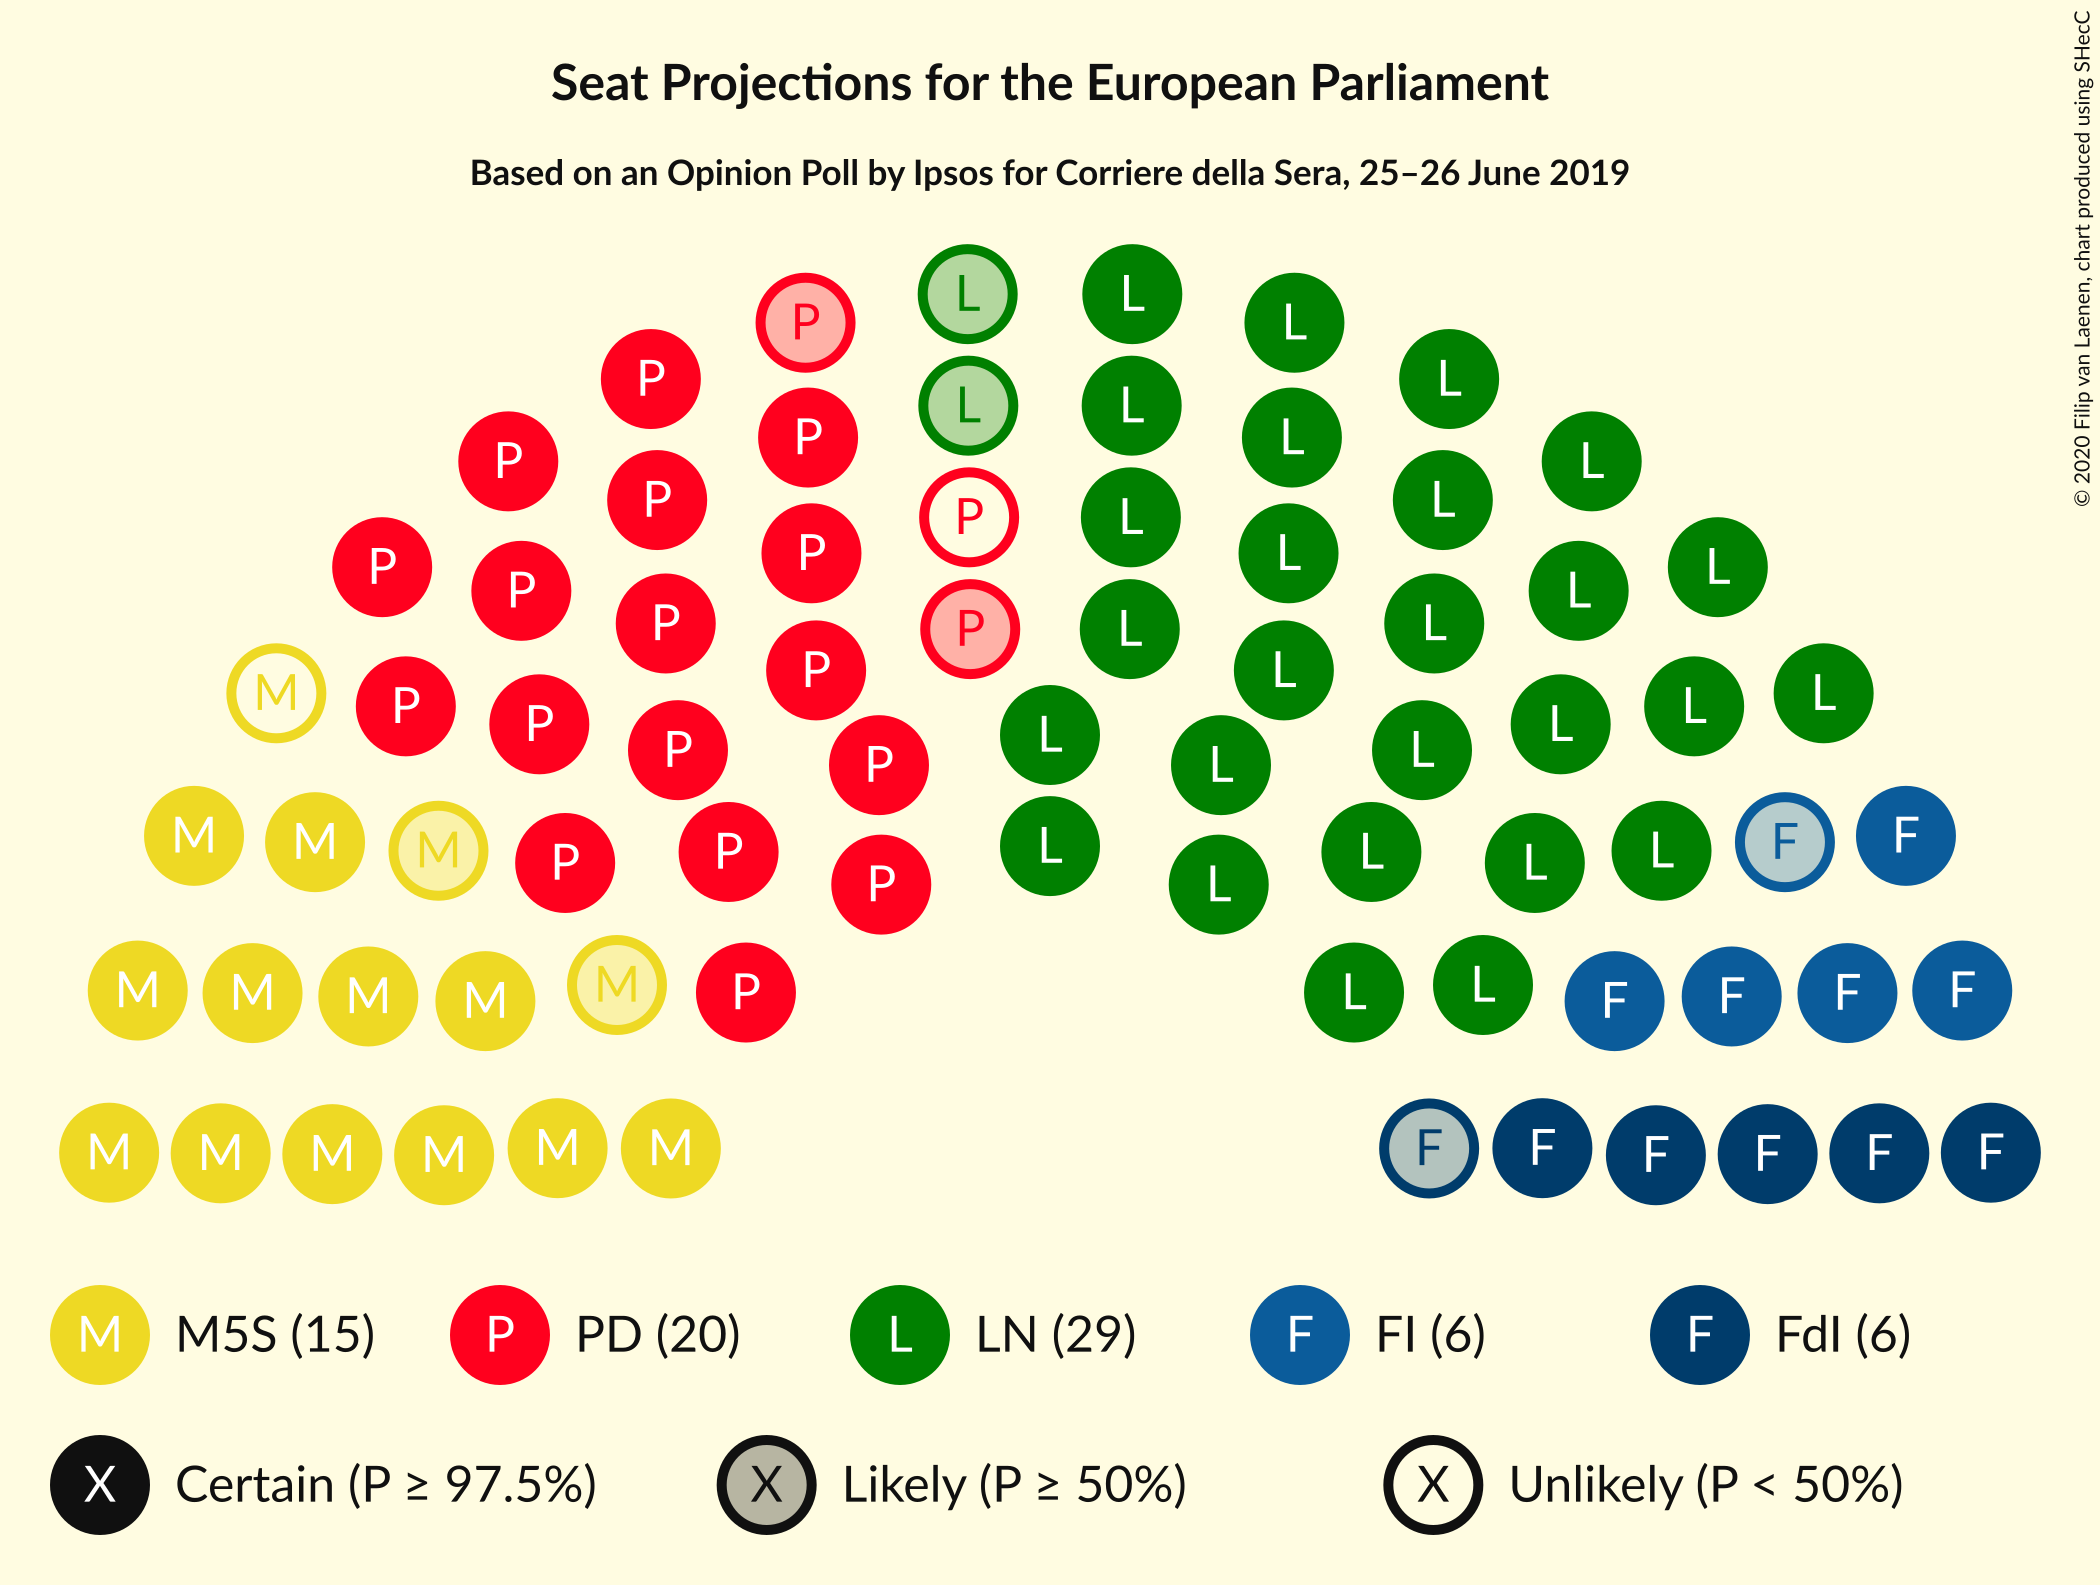 Seat Projections for the European Parliament
Based on an Opinion Poll by Ipsos for Corriere della Sera, 25–26 June 2019
© 2020 Filip van Laenen, chart produced using SHecC
L L
P L
P L
L L
P P L L
P L
P P L L
P P L L
P P L L
P L
M P L L
P P L L
P L L
P P L L
M M M P P P L L L L L F F
M M M M M P L L F F F F
M M M M M M F F F F F F
M M5S (15) P PD (20) L LN (29) F FI (6) F FdI (6)
X Certain (P ≥ 97.5%) X Likely (P ≥ 50%) X Unlikely (P < 50%)